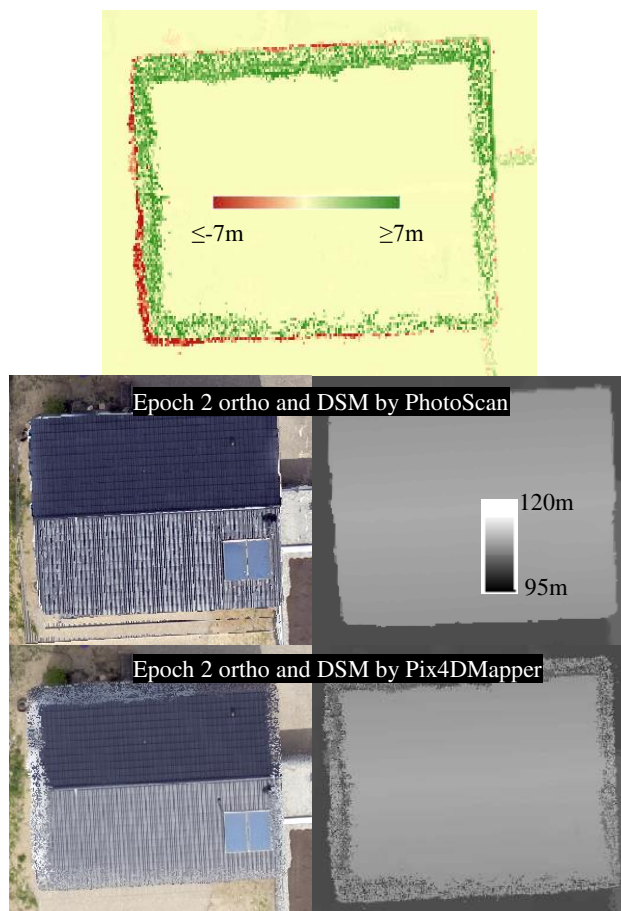 ≤-7m
≥7m
Epoch 2 ortho and DSM by PhotoScan
120m
95m
Epoch 2 ortho and DSM by Pix4DMapper